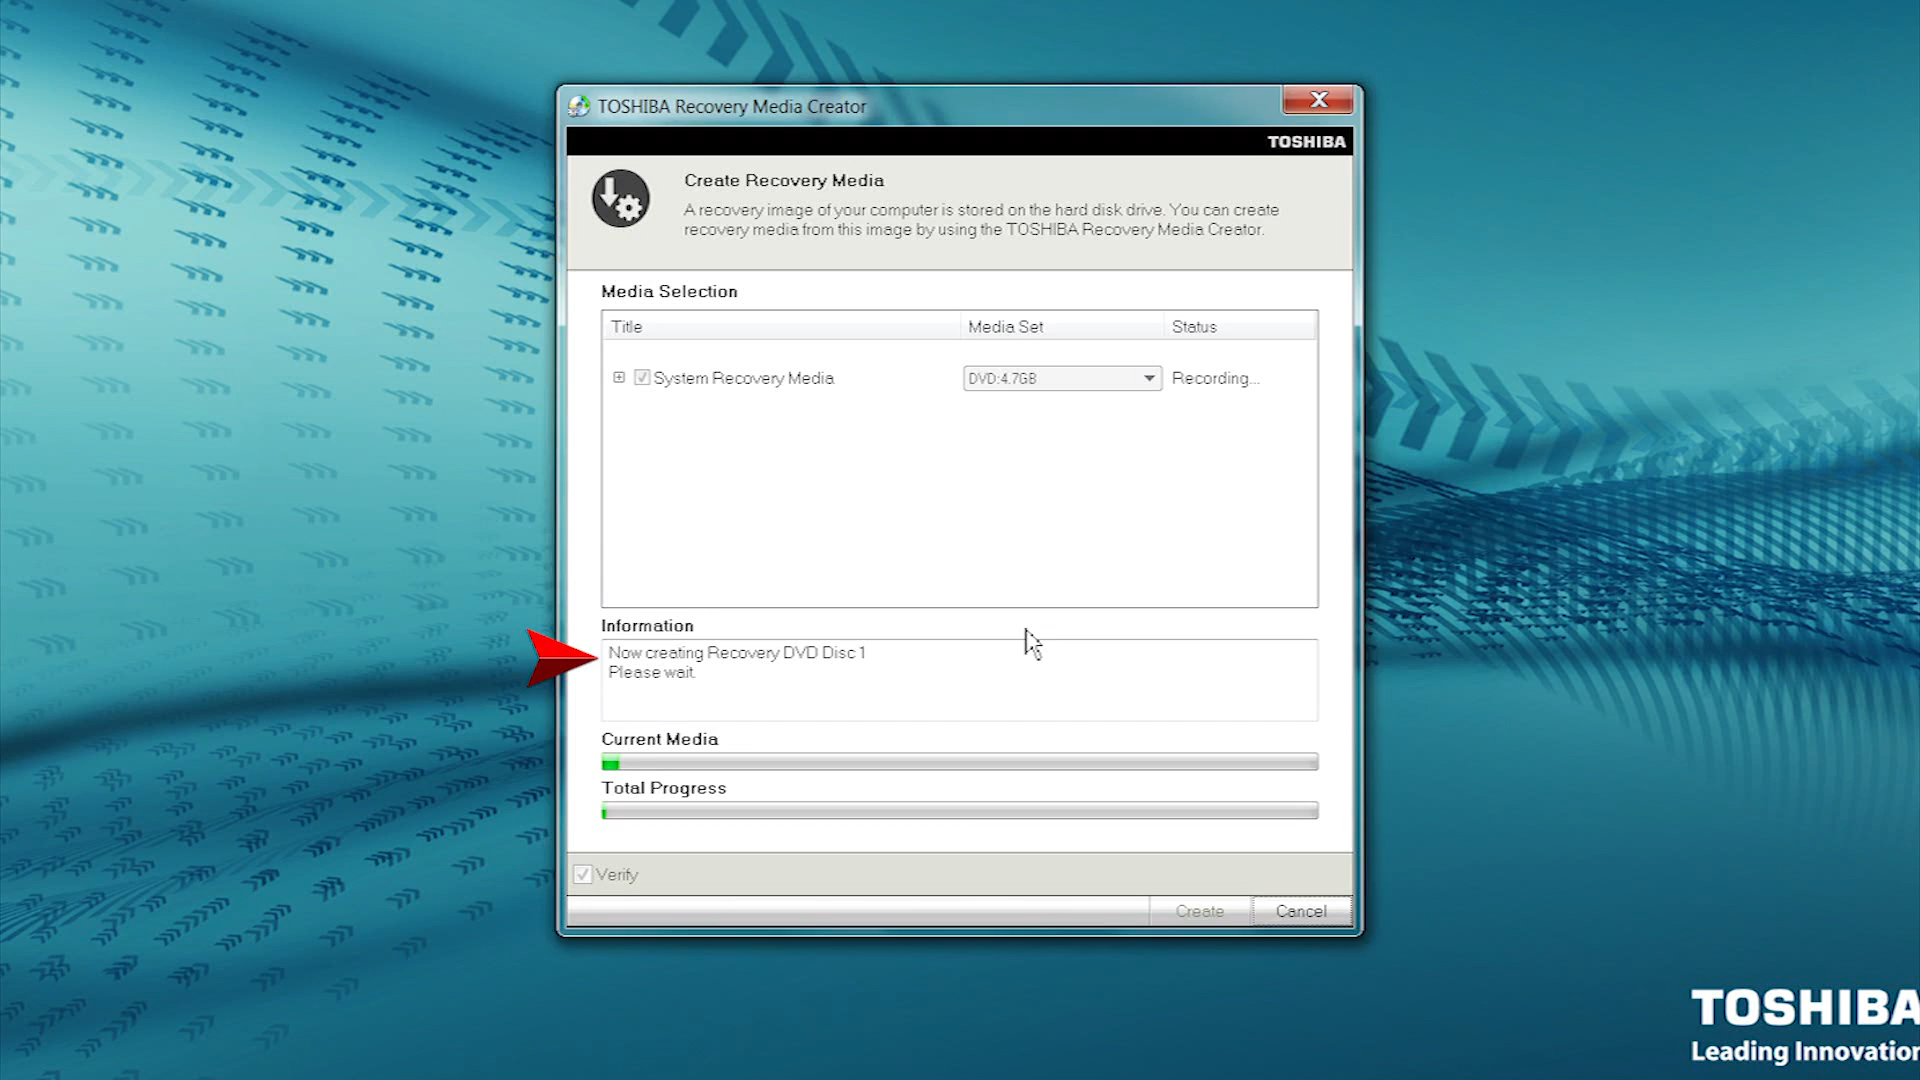 TOSHIBA Recovery Media Creator
TOSHIBA
Create Recovery Media
A recovery image of your computer is stored on the hard disk drive. You can create
recovery media from this image by using the TOSHIBA Recovery Media Creator.
Media Selection
Title Media Set Status
System Recovery Media DVD:4.7GB Recording...
Information
Now creating Recovery DVD Disc 1
Please wait.
Current Media
Total Progress
Verify
Create Cancel
TOSHIBA
Leading Innovation